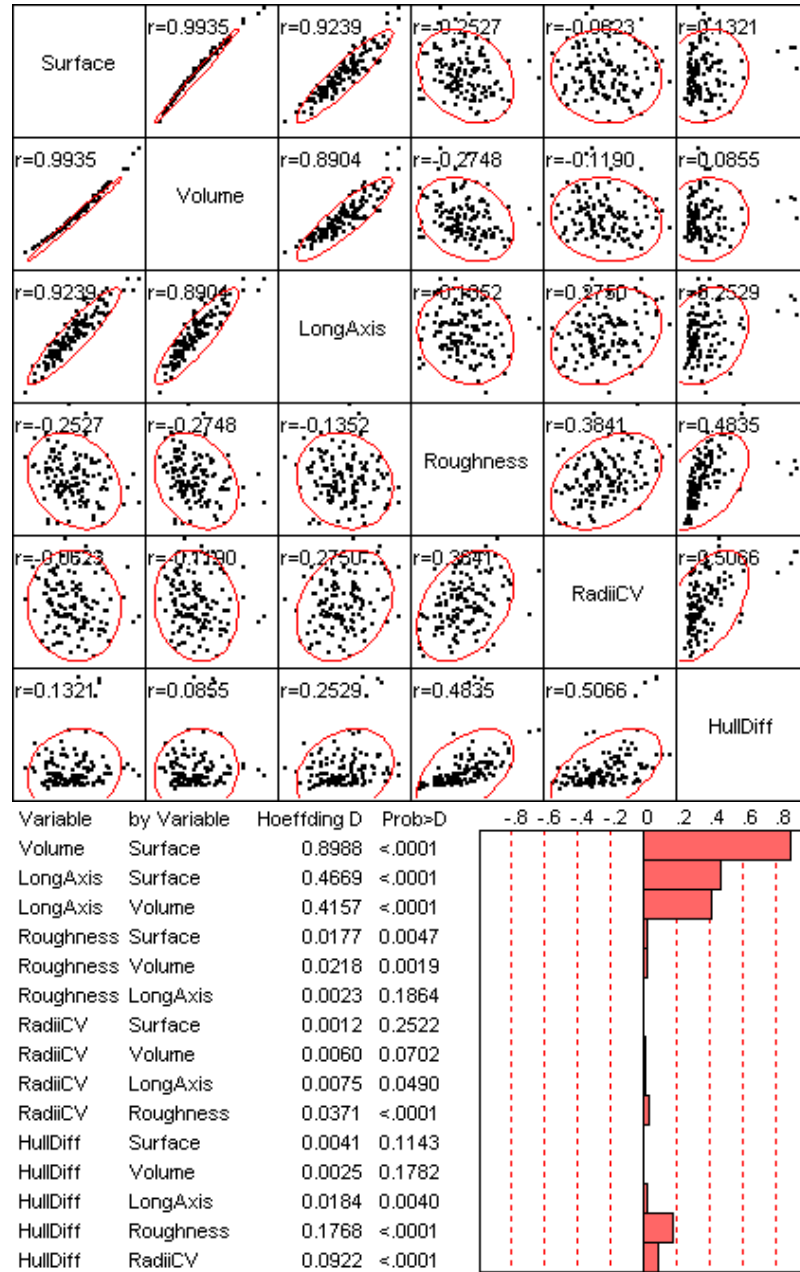 r=0.9935 r=0.9239 r=-0.2527 r=-0.0623 r=0.1321
Surface
r=0.9935 r=0.8904 r=-0.2748 r=-0.1190 r=0.0855
Volume
r=0.9239 r=0.8904 r=-0.1352 r=0.2750 r=0.2529
LongAxis
r=-0.2527 r=-0.2748 r=-0.1352 r=0.3841 r=0.4835
Roughness
r=-0.0623 r=-0.1190 r=0.2750 r=0.3841 r=0.5066
RadiiCV
r=0.1321 r=0.0855 r=0.2529 r=0.4835 r=0.5066
HullDiff
Variable by Variable Hoeffding D Prob>D -.8 -.6 -.4 -.2 0 .2 .4 .6 .8
Volume Surface 0.8988 <.0001
LongAxis Surface 0.4669 <.0001
LongAxis Volume 0.4157 <.0001
Roughness Surface 0.0177 0.0047
Roughness Volume 0.0218 0.0019
Roughness LongAxis 0.0023 0.1864
RadiiCV Surface 0.0012 0.2522
RadiiCV Volume 0.0060 0.0702
RadiiCV LongAxis 0.0075 0.0490
RadiiCV Roughness 0.0371 <.0001
HullDiff Surface 0.0041 0.1143
HullDiff Volume 0.0025 0.1782
HullDiff LongAxis 0.0184 0.0040
HullDiff Roughness 0.1768 <.0001
HullDiff RadiiCV 0.0922 <.0001